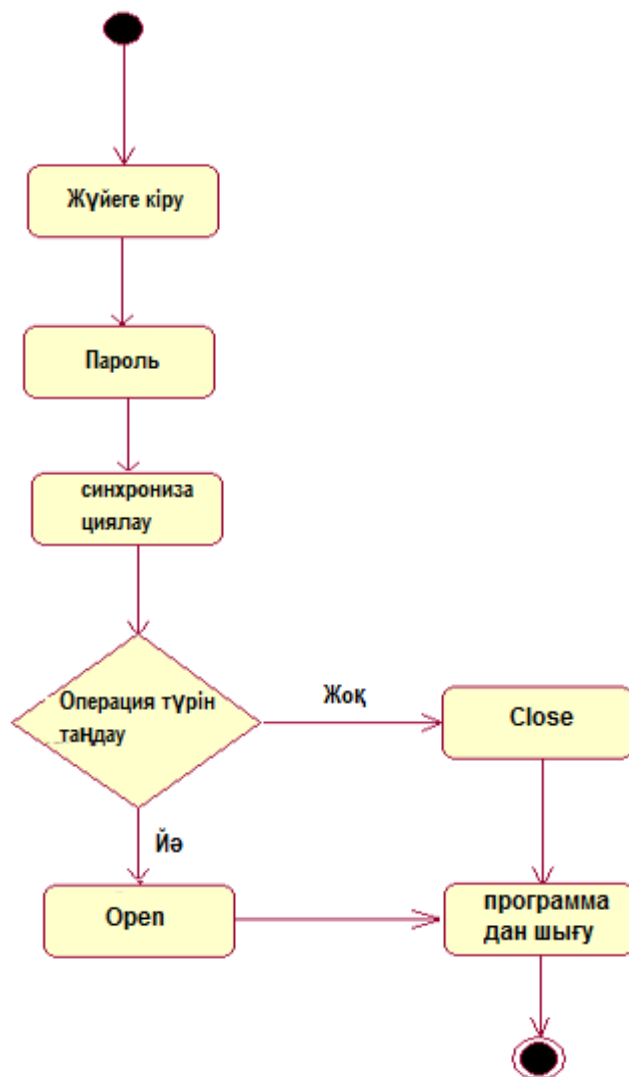 Жүйеге кіру
Пароль
синхрониза
циялау
Операция түрін
таңдау
Жоқ
Close
Йә
Open
программа
дан шығу